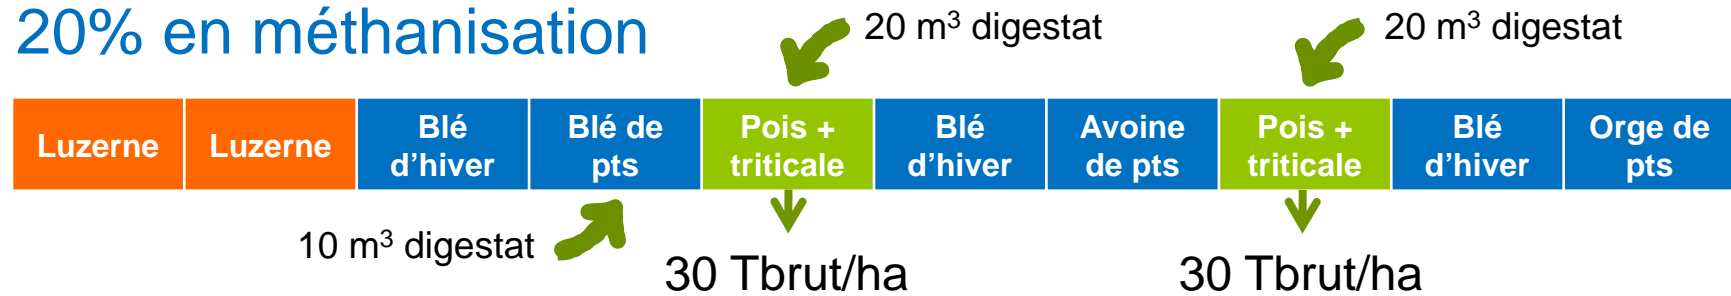 20% en méthanisation
20 m³ digestat
20 m³ digestat
Luzerne
Luzerne
Blé
d'hiver
Blé de
pts
Pois +
triticale
Blé
d'hiver
Avoine
de pts
Pois +
triticale
Blé
d'hiver
Orge de
pts
10 m³ digestat
30 Tbrut/ha
30 Tbrut/ha